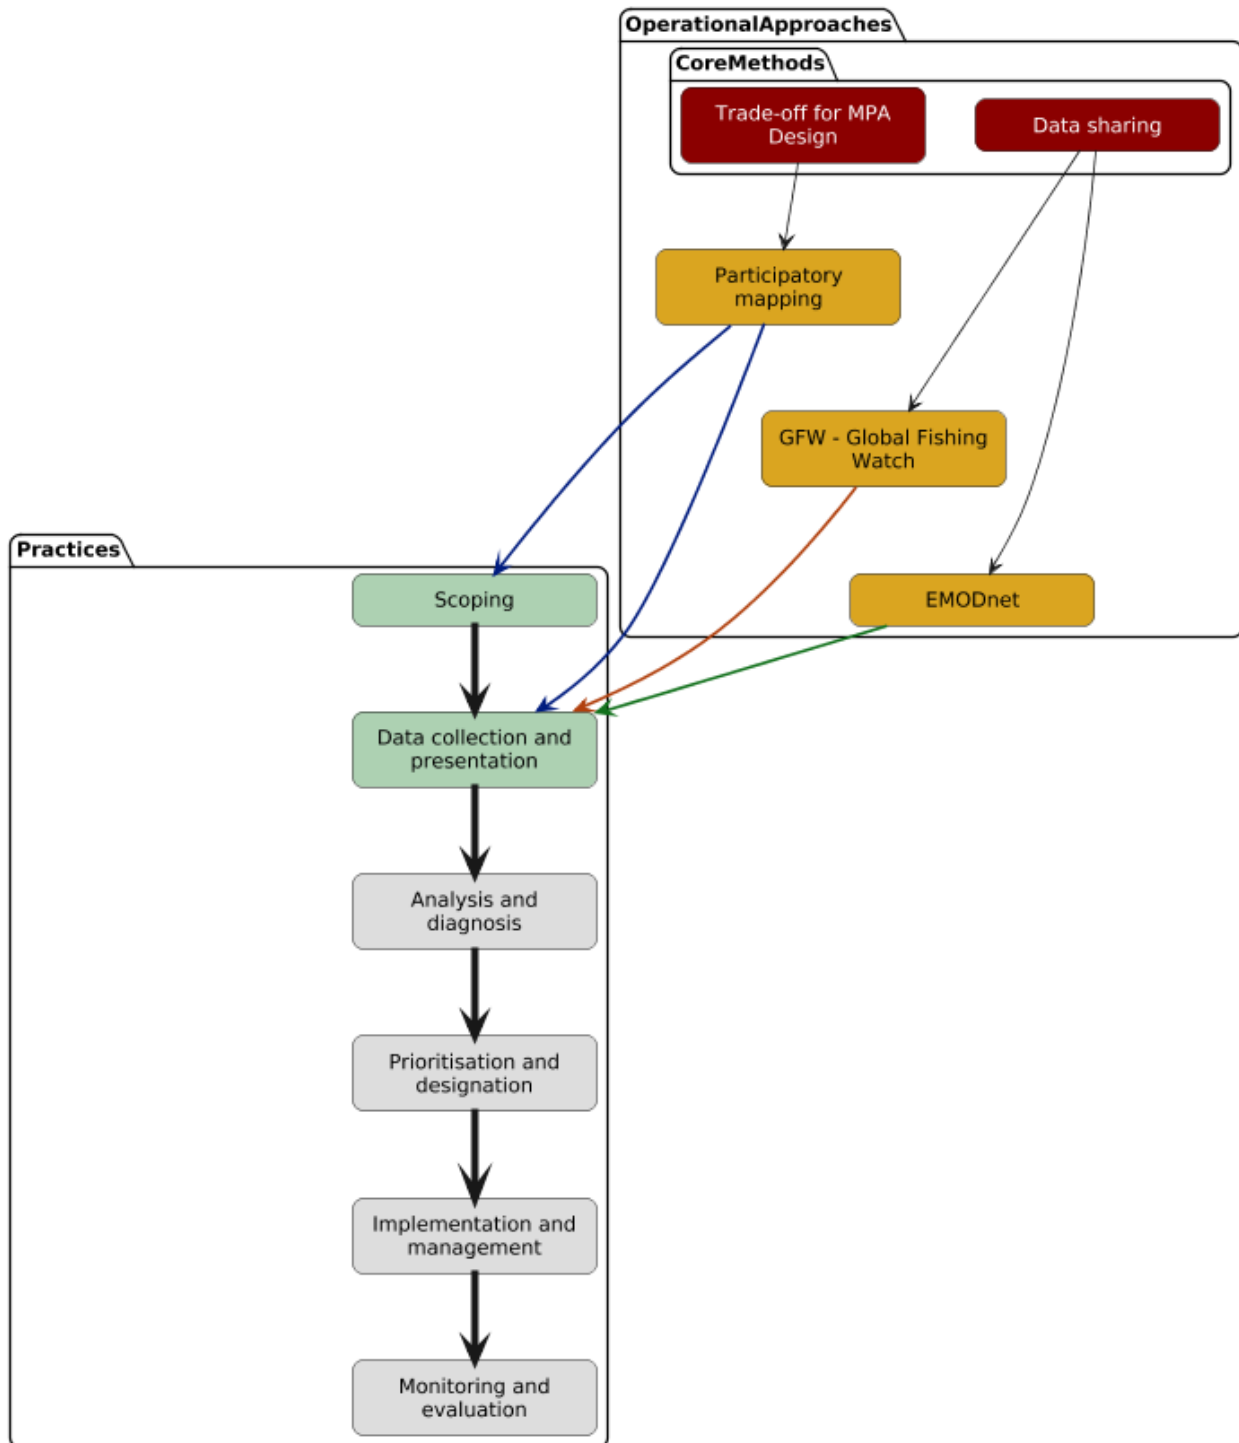 OperationalApproaches
CoreMethods
Trade-off for MPA
Design
Data sharing
Participatory
mapping
GFW - Global Fishing
Watch
EMODnet
Practices
Scoping
Data collection and
presentation
Analysis and
diagnosis
Prioritisation and
designation
Implementation and
management
Monitoring and
evaluation